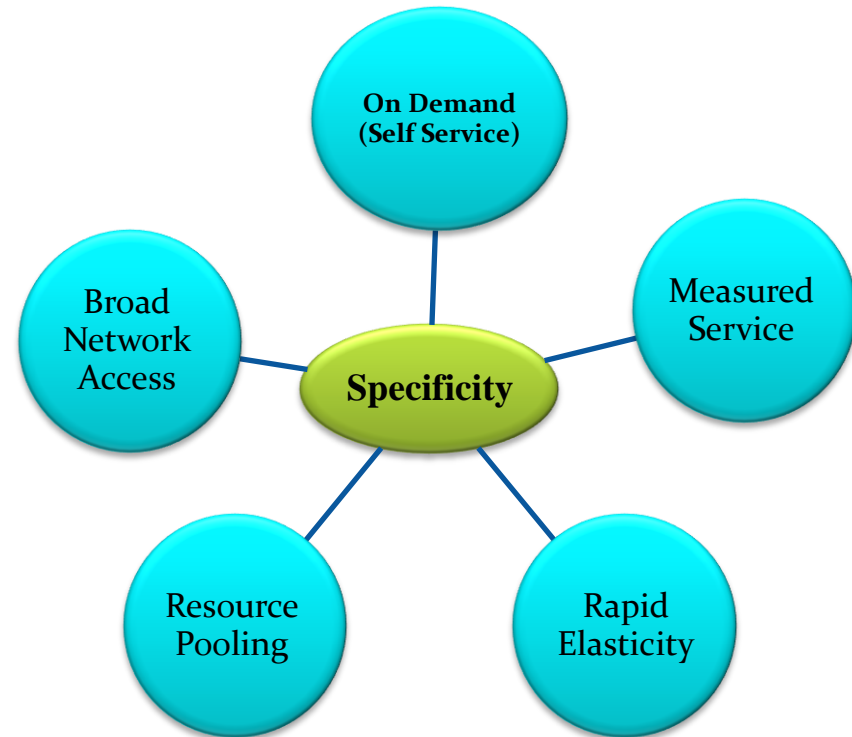 On Demand
(Self Service)
Measured
Service
Broad
Network
Access
Specificity
Resource
Pooling
Rapid
Elasticity